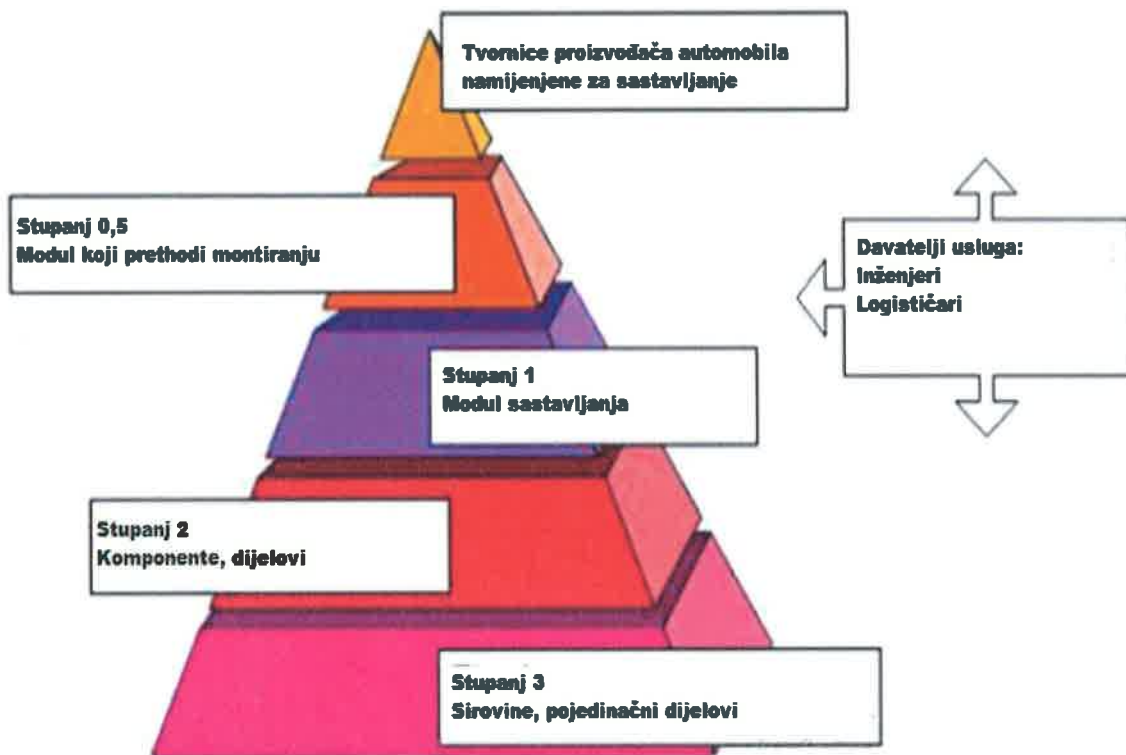 Tvornice proizvođača automobila
namijenjene za sastavljanje
Stupanj 0,5
Modul koji prethodi montiranju
Davatelji usluga:
Inženjeri
Logističari
Stupanj 1
Modul sastavljanja
Stupanj 2
Komponente, dijelovi
Stupanj 3
Sirovine, pojedinačni dijelovi